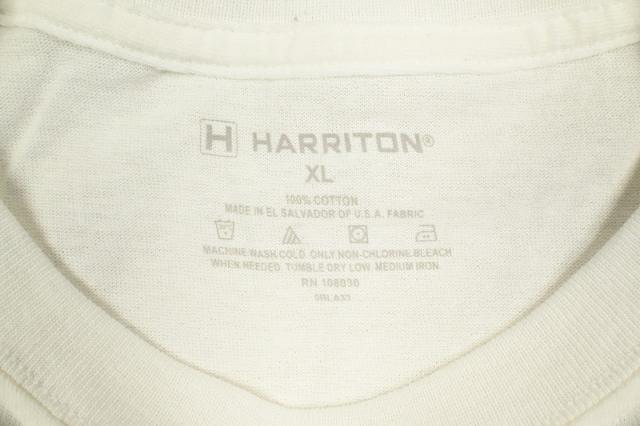 H HARRITON®
XL
100% COTTON
MADE IN EL SALVADOR OF U.S.A. FABRIC
MACHINE WASH COLD. ONLY NON-CHLORINE BLEACH
WHEN NEEDED. TUMBLE DRY LOW. MEDIUM IRON.
RN 108030